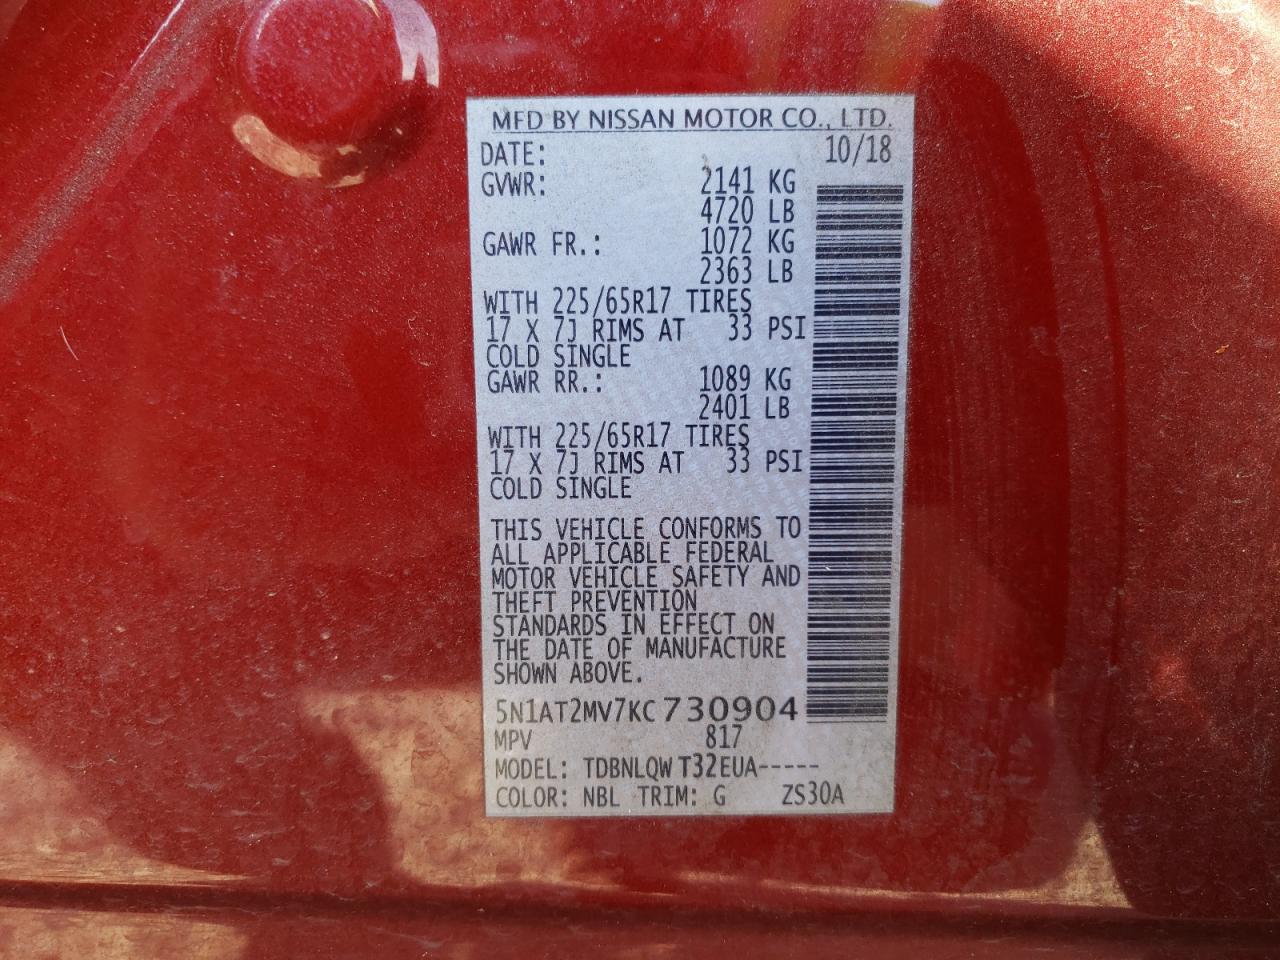 MFD BY NISSAN MOTOR CO., LTD.
DATE: 10/18
GVWR: 2141 KG
4720 LB
GAWR FR.: 1072 KG
2363 LB
WITH 225/65R17 TIRES
17 X 7J RIMS AT 33 PSI
COLD SINGLE
GAWR RR.: 1089 KG
2401 LB
WITH 225/65R17 TIRES
17 X 7J RIMS AT 33 PSI
COLD SINGLE
THIS VEHICLE CONFORMS TO
ALL APPLICABLE FEDERAL
MOTOR VEHICLE SAFETY AND
THEFT PREVENTION
STANDARDS IN EFFECT ON
THE DATE OF MANUFACTURE
SHOWN ABOVE.
5N1AT2MV7KC730904
MPV 817
MODEL: TDBNLQW T32EUA-----
COLOR: NBL TRIM: G ZS30A